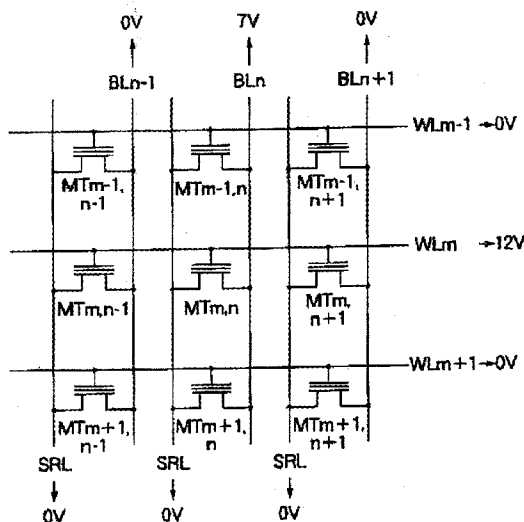 0V 7V 0V
BLn-1 BLn BLn+1
WLm-1 →0V
MTm-1, n-1
MTm-1,n
MTm-1, n+1
WLm →12V
MTm,n-1
MTm,n
MTm, n+1
WLm+1→0V
MTm+1, n-1
MTm+1, n
MTm+1, n+1
SRL SRL SRL
0V 0V 0V